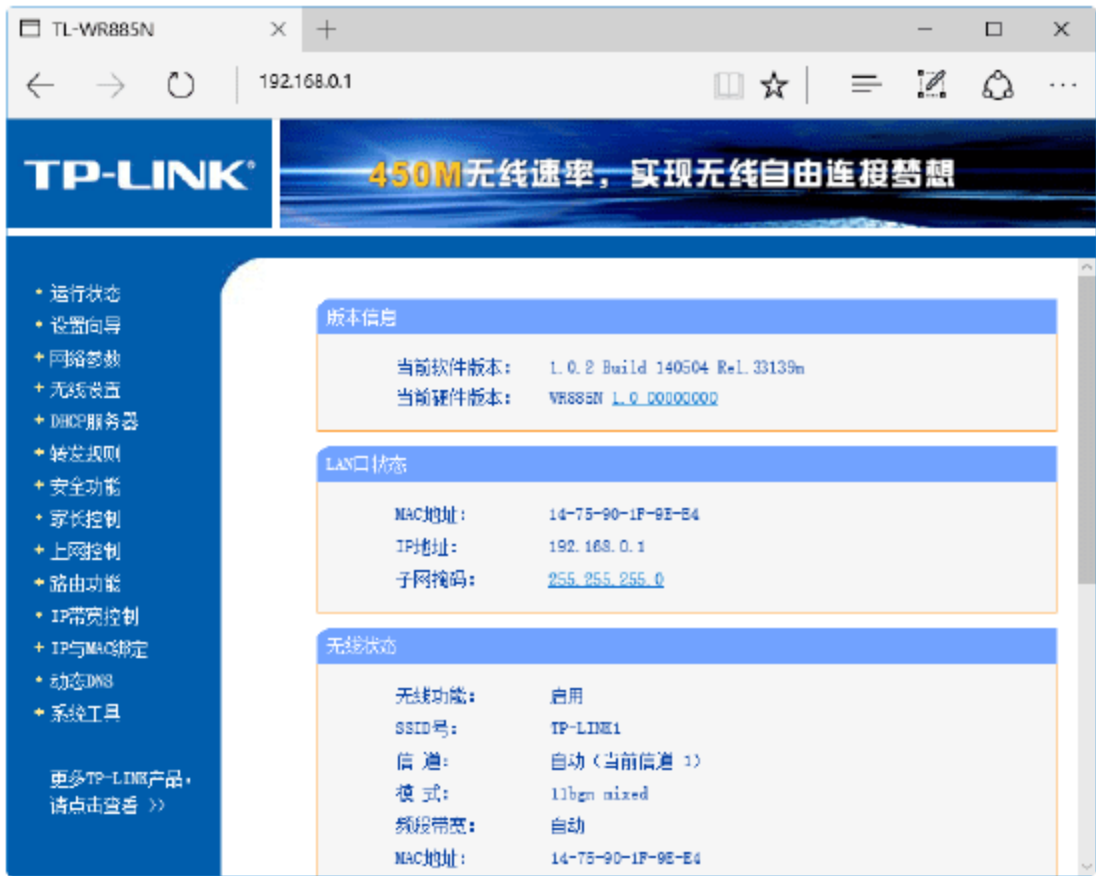 TL-WR885N
192.168.0.1
TP-LINK®
450M无线速率，实现无线自由连接梦想
运行状态
设置向导
网络参数
无线设置
DHCP服务器
转发规则
安全功能
家长控制
上网控制
路由功能
IP带宽控制
IP与MAC绑定
动态DNS
系统工具
更多TP-LINK产品，
请点击查看 >>
版本信息
当前软件版本： 1.0.2 Build 140504 Rel.33139n
当前硬件版本： WR885N 1.0 00000000
LAN口状态
MAC地址： 14-75-90-1F-9E-E4
IP地址： 192.168.0.1
子网掩码： 255.255.255.0
无线状态
无线功能： 启用
SSID号： TP-LINK1
信 道： 自动（当前信道 1）
模 式： 11bgn mixed
频段带宽： 自动
MAC地址： 14-75-90-1F-9E-E4